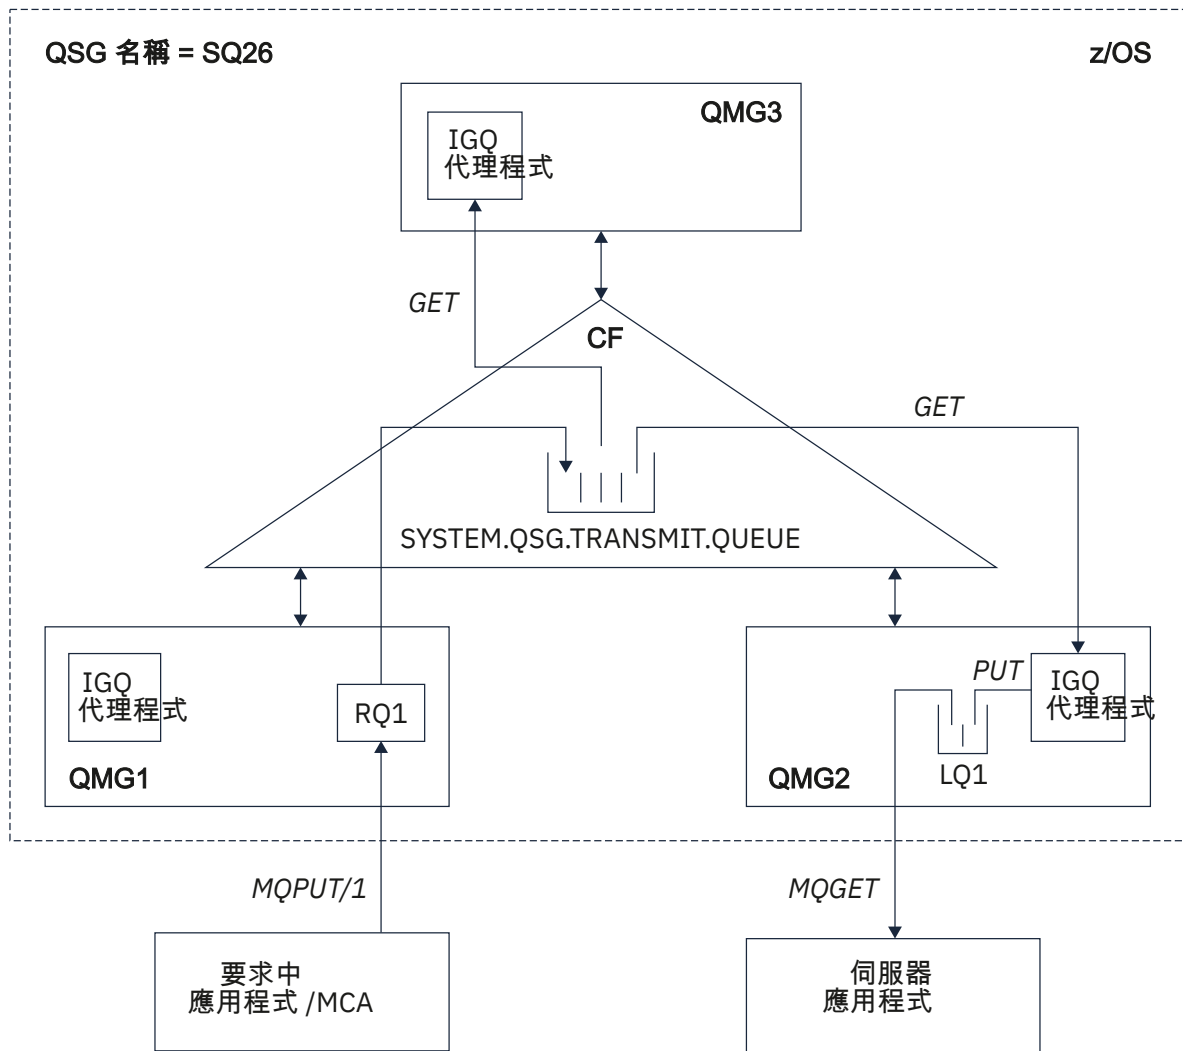 QSG 名稱 = SQ26
z/OS
QMG3
IGQ
代理程式
GET
CF
GET
SYSTEM.QSG.TRANSMIT.QUEUE
IGQ
代理程式
RQ1
QMG1
PUT
IGQ
代理程式
LQ1
QMG2
MQPUT/1
MQGET
要求中
應用程式 /MCA
伺服器
應用程式